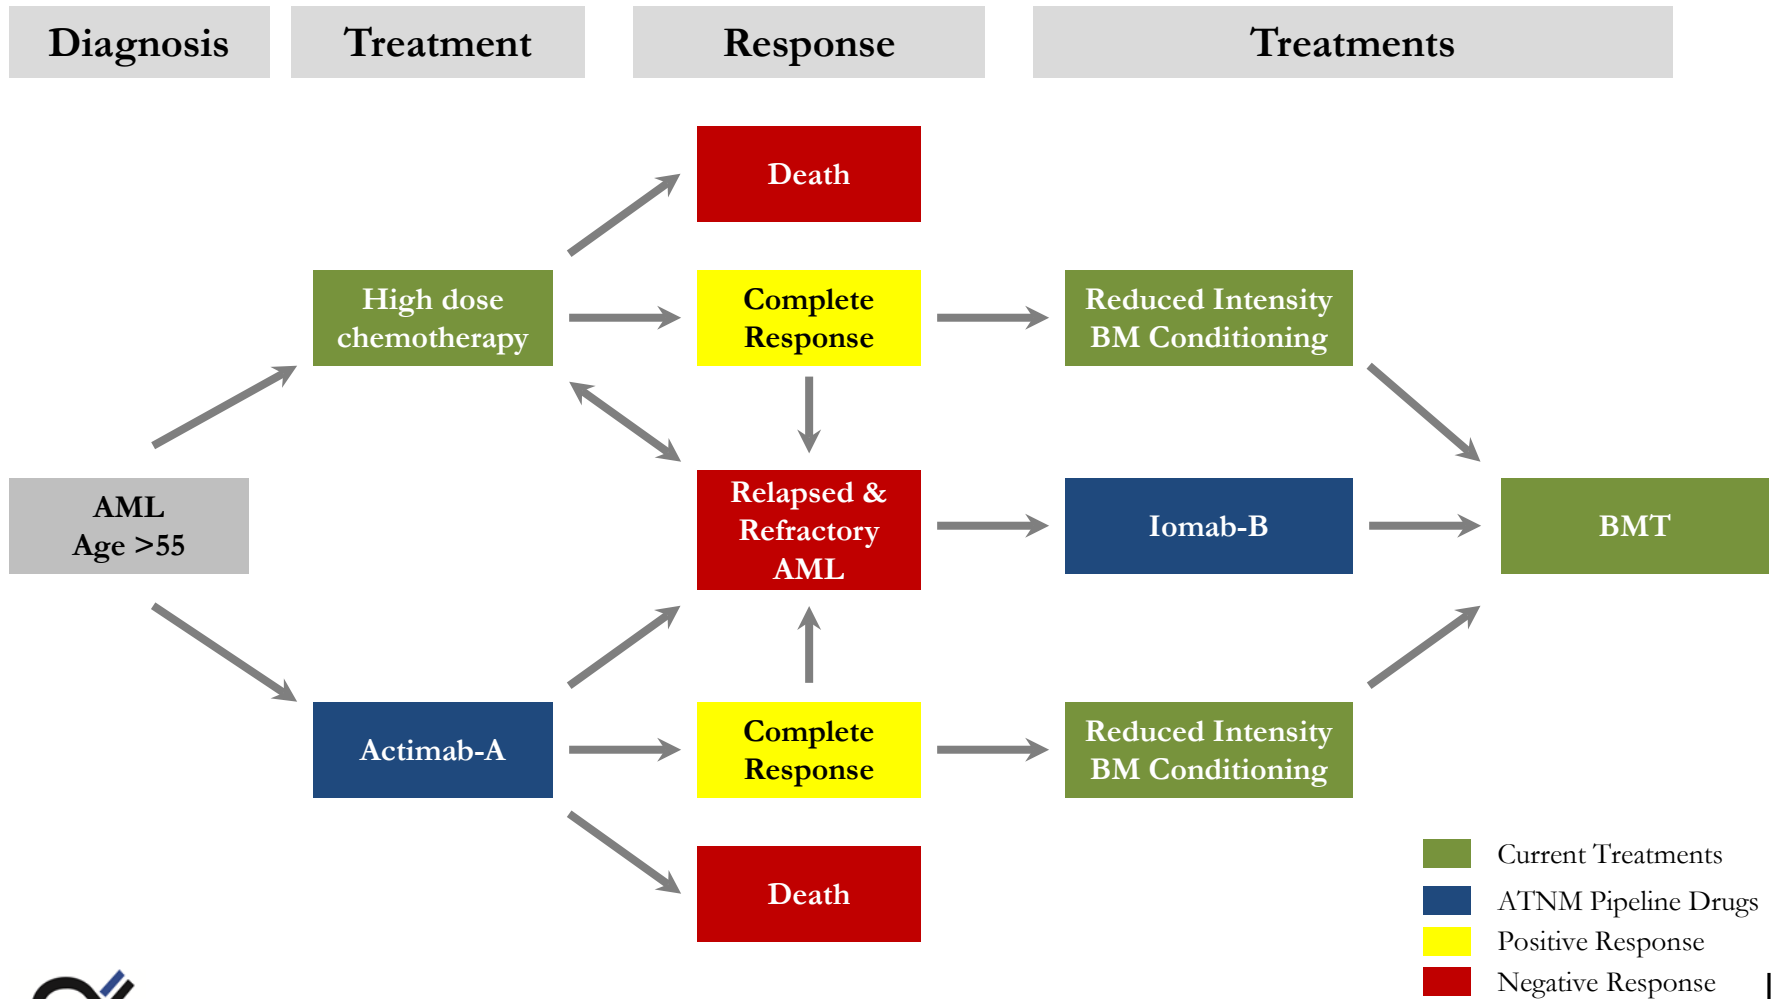 Diagnosis
Treatment
Response
Treatments
Death
High dose
chemotherapy
Complete
Response
Reduced Intensity
BM Conditioning
AML
Age >55
Relapsed &
Refractory
AML
Iomab-B
BMT
Actimab-A
Complete
Response
Reduced Intensity
BM Conditioning
Death
Current Treatments
ATNM Pipeline Drugs
Positive Response
Negative Response